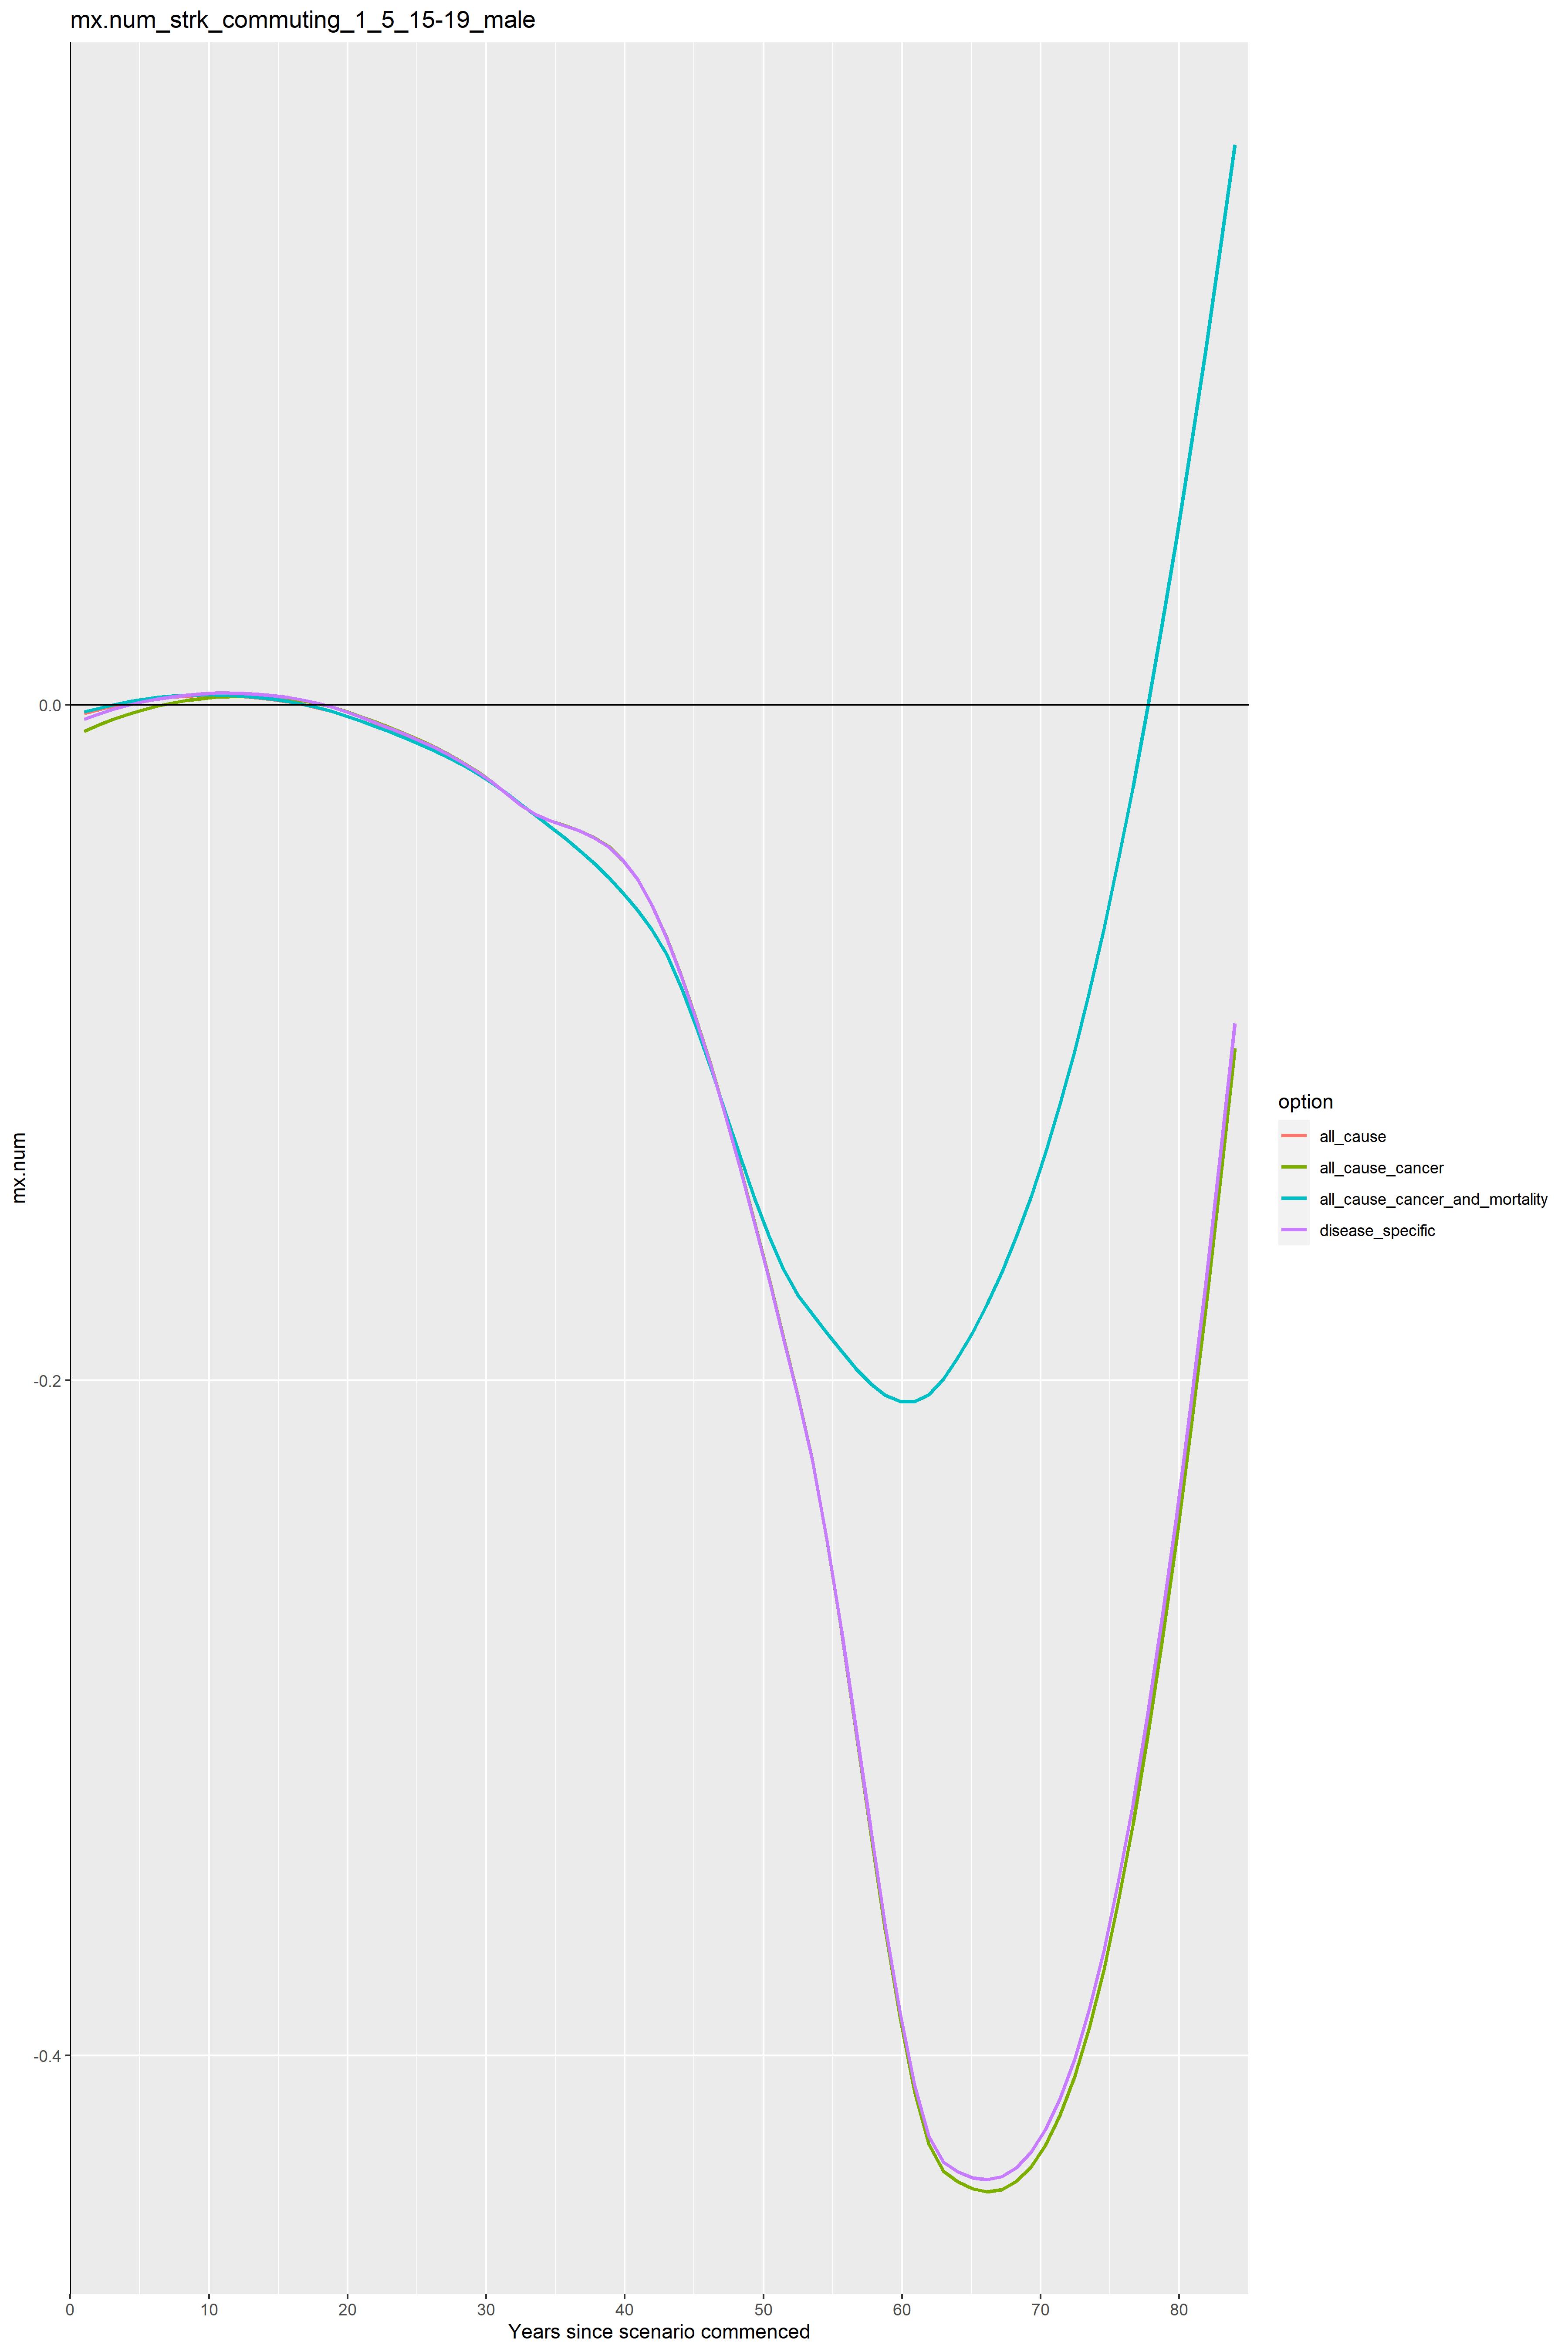 mx.num_strk_commuting_1_5_15-19_male
mx.num
0.0
-0.2
-0.4
0 10 20 30 40 50 60 70 80
Years since scenario commenced
option
all_cause
all_cause_cancer
all_cause_cancer_and_mortality
disease_specific